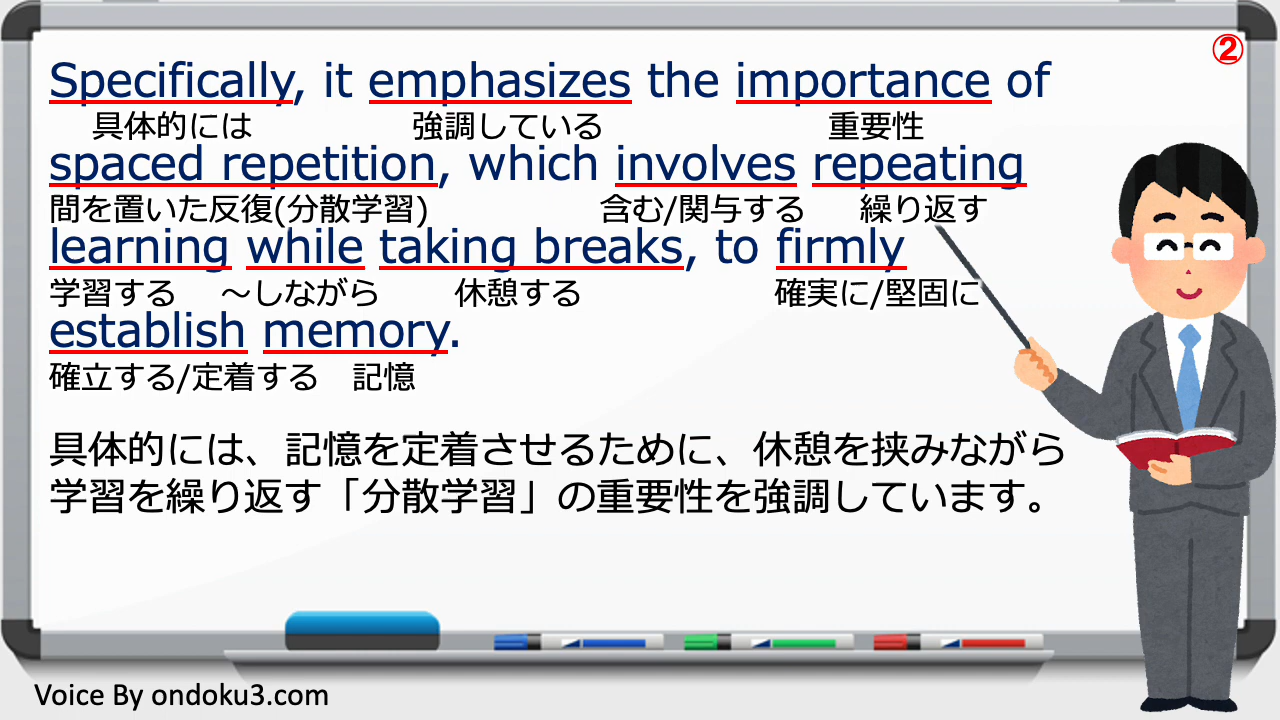 ②
Specifically, it emphasizes the importance of
具体的には 強調している 重要性
spaced repetition, which involves repeating
間を置いた反復(分散学習) 含む/関与する 繰り返す
learning while taking breaks, to firmly
学習する ～しながら 休憩する 確実に/堅固に
establish memory.
確立する/定着する 記憶
具体的には、記憶を定着させるために、休憩を挟みながら
学習を繰り返す「分散学習」の重要性を強調しています。
Voice By ondoku3.com